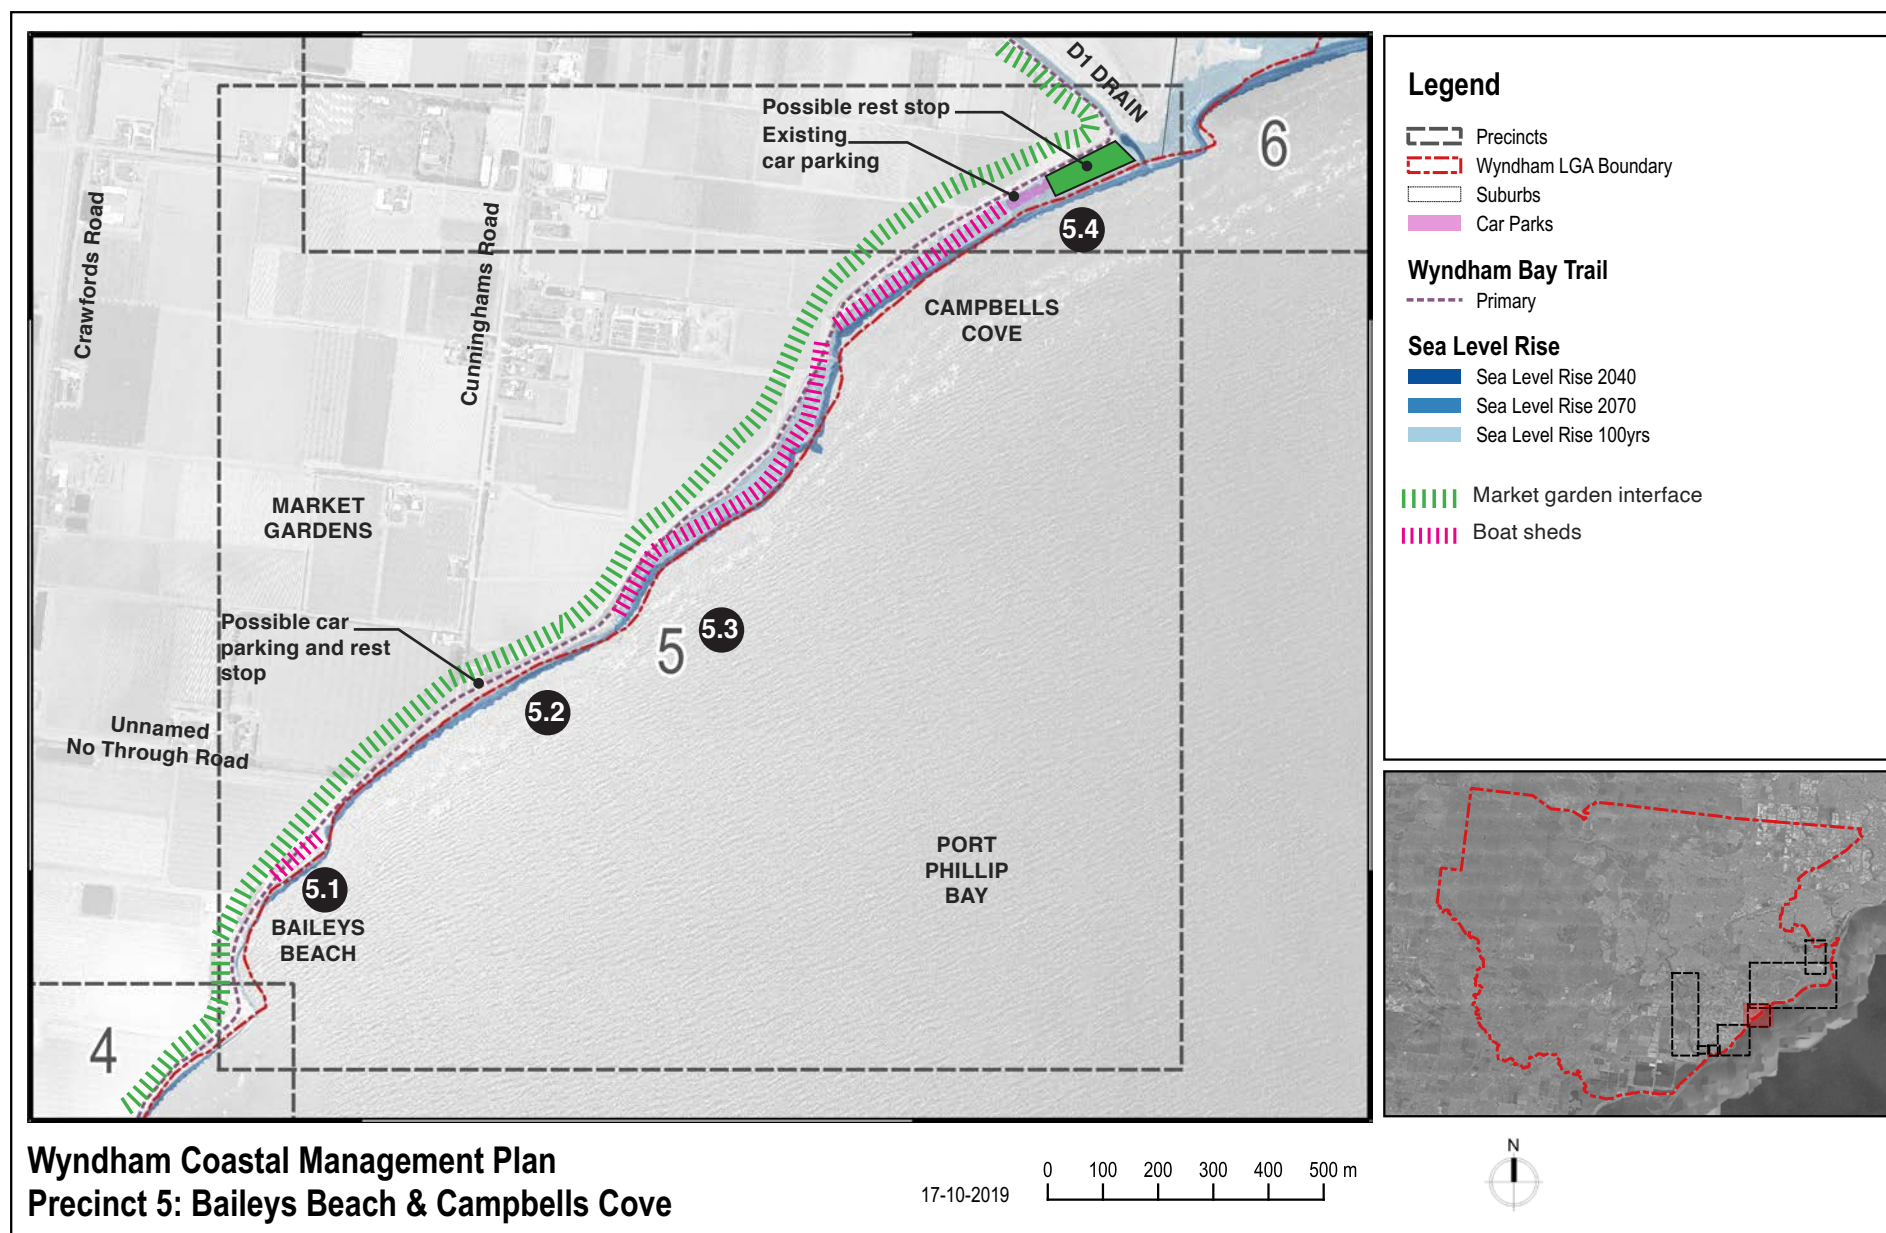 D1 DRAIN
Possible rest stop
Existing
car parking
6
5.4
Crawfords Road
Cunninghams Road
CAMPBELLS
COVE
MARKET
GARDENS
Possible car
parking and rest
stop
5
5.3
5.2
Unnamed
No Through Road
PORT
PHILLIP
BAY
5.1
BAILEYS
BEACH
4
Legend
Precincts
Wyndham LGA Boundary
Suburbs
Car Parks
Wyndham Bay Trail
Primary
Sea Level Rise
Sea Level Rise 2040
Sea Level Rise 2070
Sea Level Rise 100yrs
Market garden interface
Boat sheds
Wyndham Coastal Management Plan
Precinct 5: Baileys Beach & Campbells Cove
17-10-2019
0 100 200 300 400 500 m
N